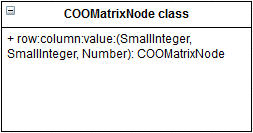 COOMatrixNode class
+ row:column:value:(SmallInteger,
SmallInteger, Number): COOMatrixNode